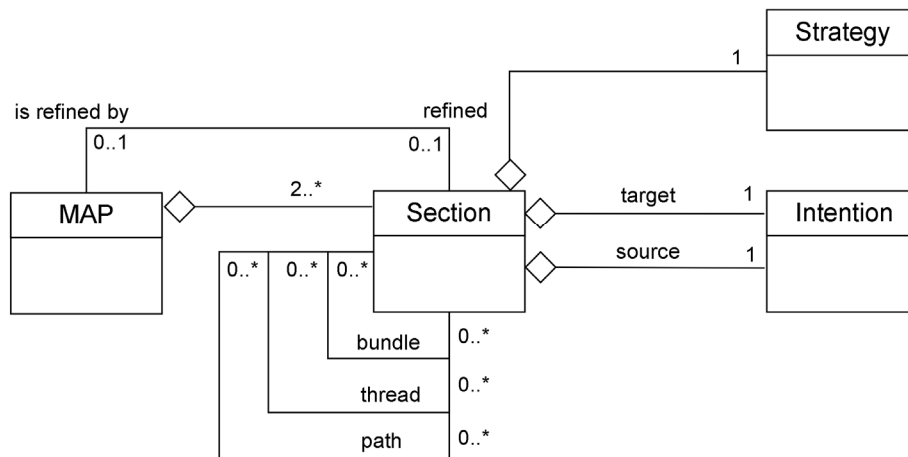 Strategy
1
is refined by
refined
0..1
0..1
MAP
2..*
Section
target
1
Intention
source
1
0..*
0..*
0..*
bundle
0..*
thread
0..*
path
0..*